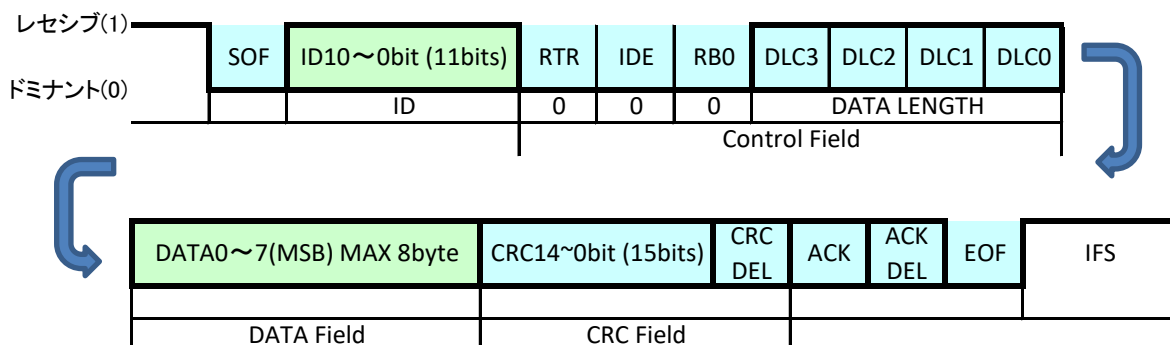 レセシブ(1)
SOF ID10～0bit (11bits) RTR IDE RB0 DLC3 DLC2 DLC1 DLC0
ドミナント(0)
ID 0 0 0 DATA LENGTH
Control Field
DATA0～7(MSB) MAX 8byte CRC14~0bit (15bits) CRC DEL ACK ACK DEL EOF IFS
DATA Field CRC Field